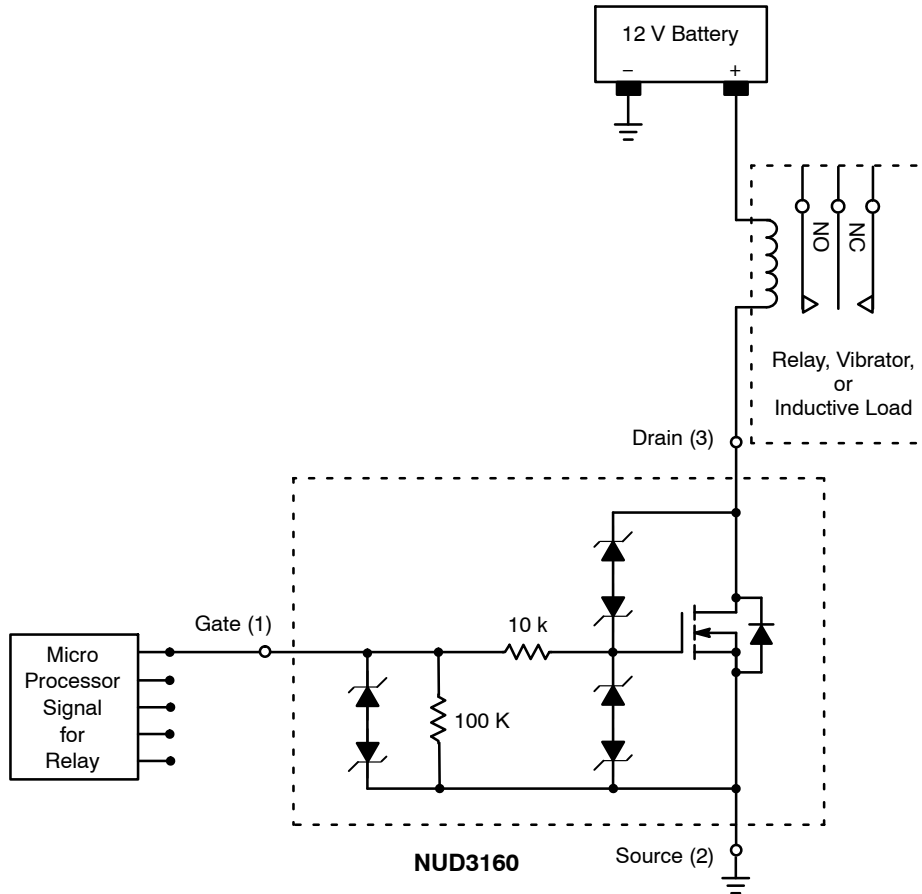 12 V Battery
− +
NO
NC
Relay, Vibrator,
or
Inductive Load
Drain (3)
Gate (1)
10 k
100 K
Micro
Processor
Signal
for
Relay
Source (2)
NUD3160